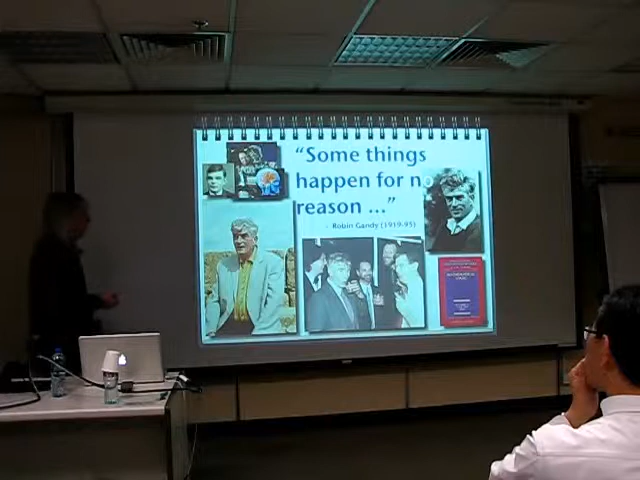 “Some things
happen for no
reason ...”
- Robin Gandy (1919-95)